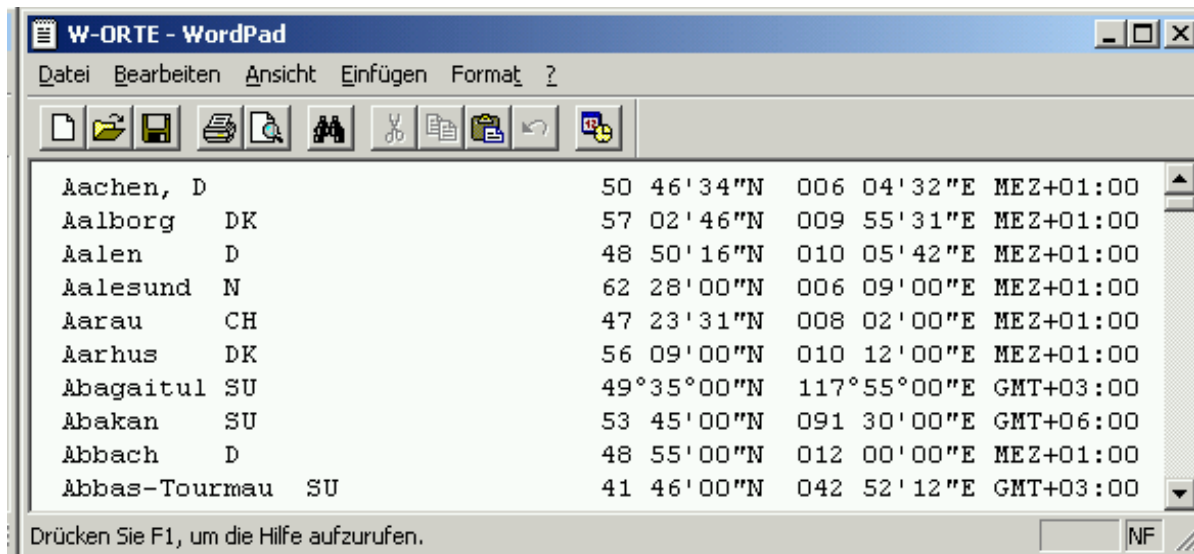 W-ORTE - WordPad
Datei Bearbeiten Ansicht Einfügen Format ?
Aachen, D 50 46'34"N 006 04'32"E MEZ+01:00
Aalborg DK 57 02'46"N 009 55'31"E MEZ+01:00
Aalen D 48 50'16"N 010 05'42"E MEZ+01:00
Aalesund N 62 28'00"N 006 09'00"E MEZ+01:00
Aarau CH 47 23'31"N 008 02'00"E MEZ+01:00
Aarhus DK 56 09'00"N 010 12'00"E MEZ+01:00
Abagaitul SU 49°35°00"N 117°55°00"E GMT+03:00
Abakan SU 53 45'00"N 091 30'00"E GMT+06:00
Abbach D 48 55'00"N 012 00'00"E MEZ+01:00
Abbas-Tourmau SU 41 46'00"N 042 52'12"E GMT+03:00
Drücken Sie F1, um die Hilfe aufzurufen. NF